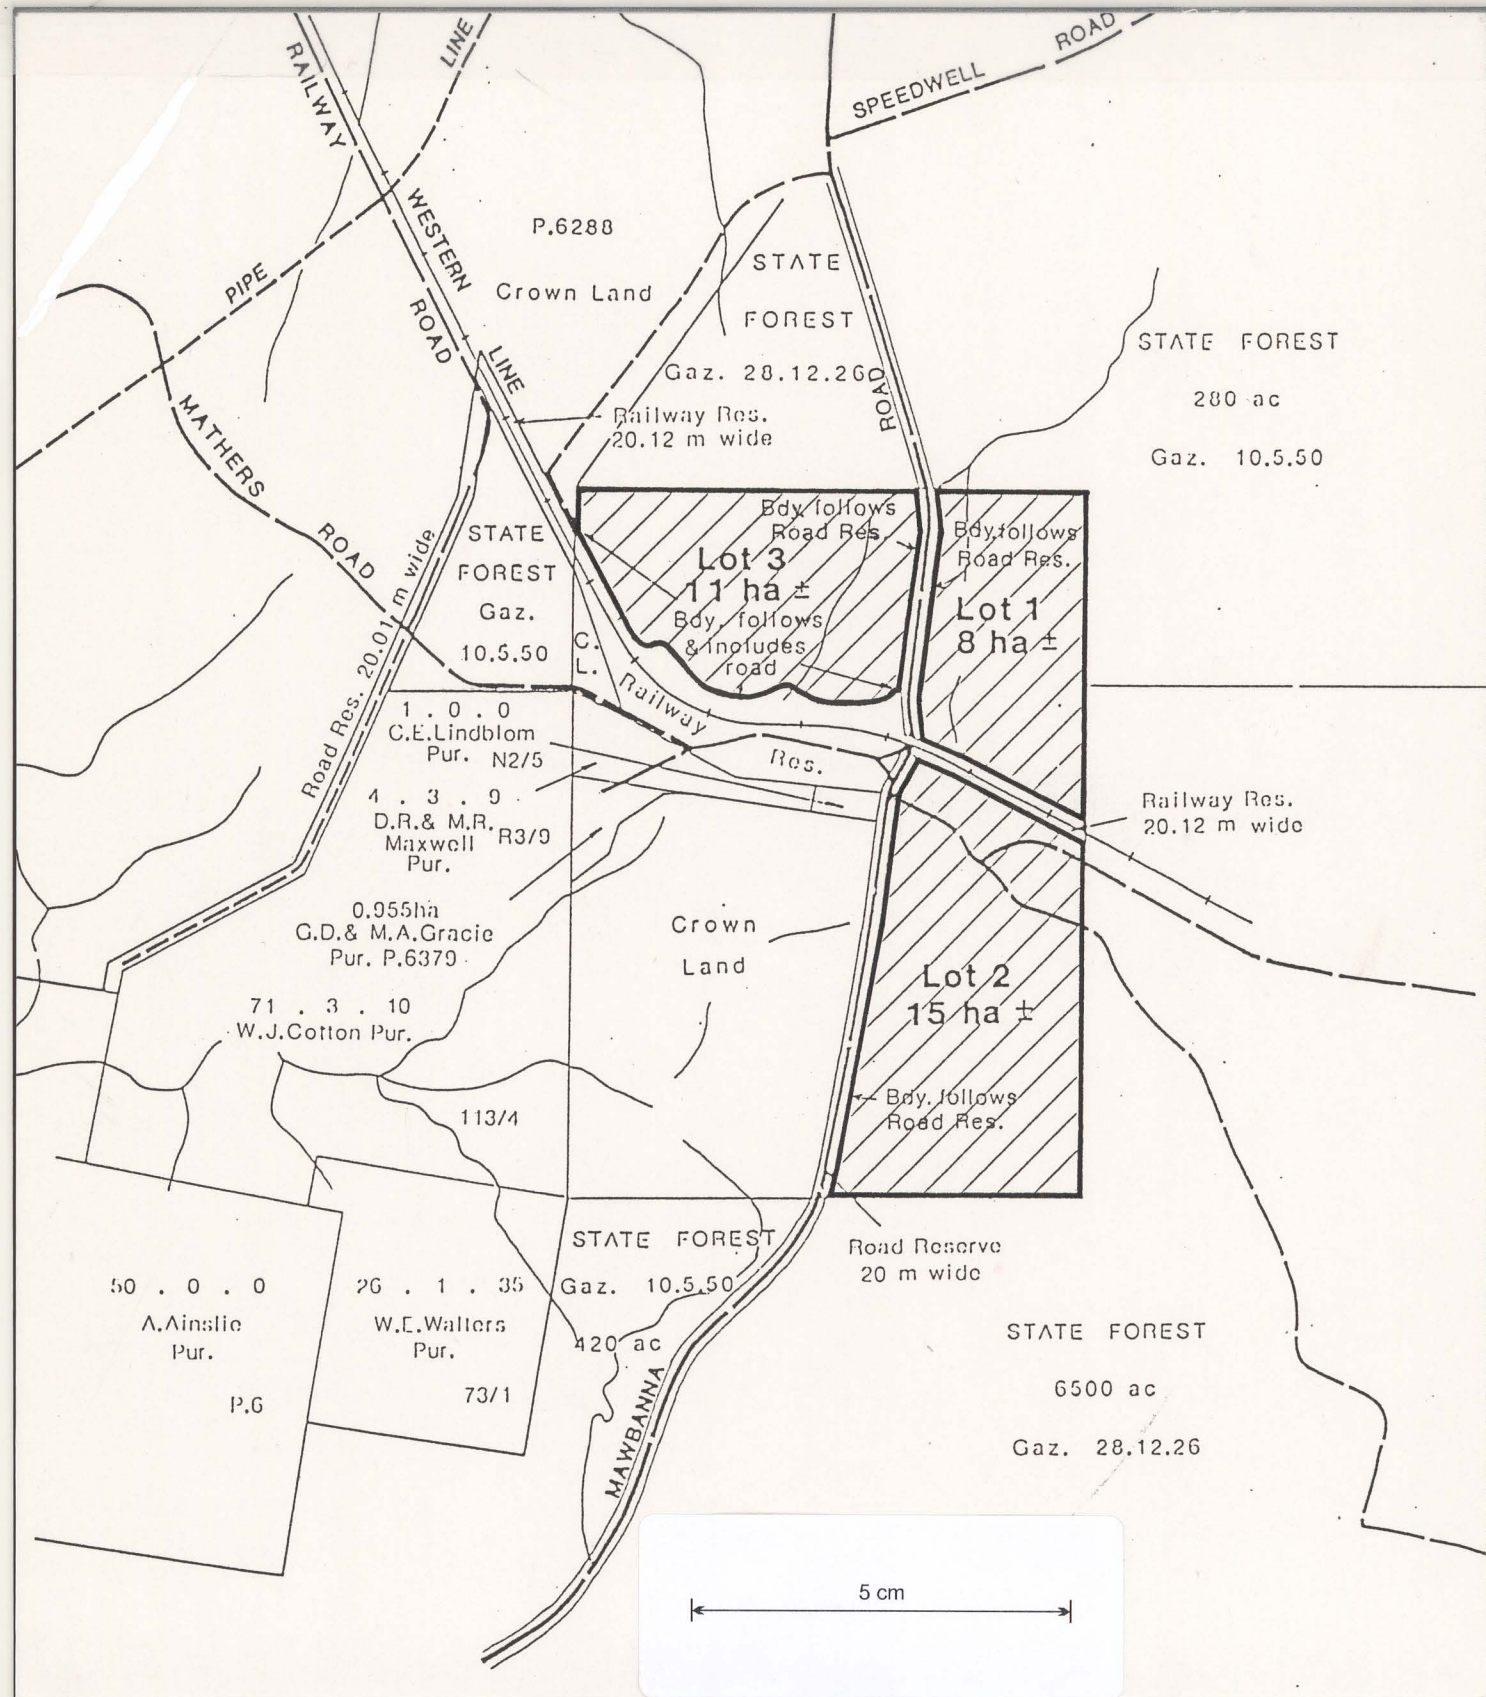 RAILWAY
LINE
ROAD
SPEEDWELL
WESTERN
P.6288
Crown Land
STATE
FOREST
Gaz. 28.12.26
PIPE
ROAD
LINE
ROAD
STATE FOREST
280 ac
Gaz. 10.5.50
Railway Res.
20.12 m wide
MATHERS
ROAD
Bdy. follows
Road Res.
Bdy. follows
Road Res.
Lot 3
11 ha ±
Bdy. follows
& includes
road
Lot 1
8 ha ±
STATE
FOREST
Gaz.
10.5.50
C.
L.
Road Res. 20.01 m wide
Railway
Res.
1 . 0 . 0
C.E.Lindblom
Pur. N2/5
4 . 3 . 9
D.R.& M.R.
Maxwell R3/9
Pur.
Railway Res.
20.12 m wide
0.955ha
G.D.& M.A.Gracie
Pur. P.6379
Crown
Land
Lot 2
15 ha ±
71 . 3 . 10
W.J.Cotton Pur.
113/4
Bdy. follows
Road Res.
STATE FOREST
Gaz. 10.5.50
420 ac
Road Reserve
20 m wide
50 . 0 . 0
A.Ainslie
Pur.
P.6
26 . 1 . 35
W.E.Walters
Pur.
73/1
MAWBANNA
STATE FOREST
6500 ac
Gaz. 28.12.26
5 cm